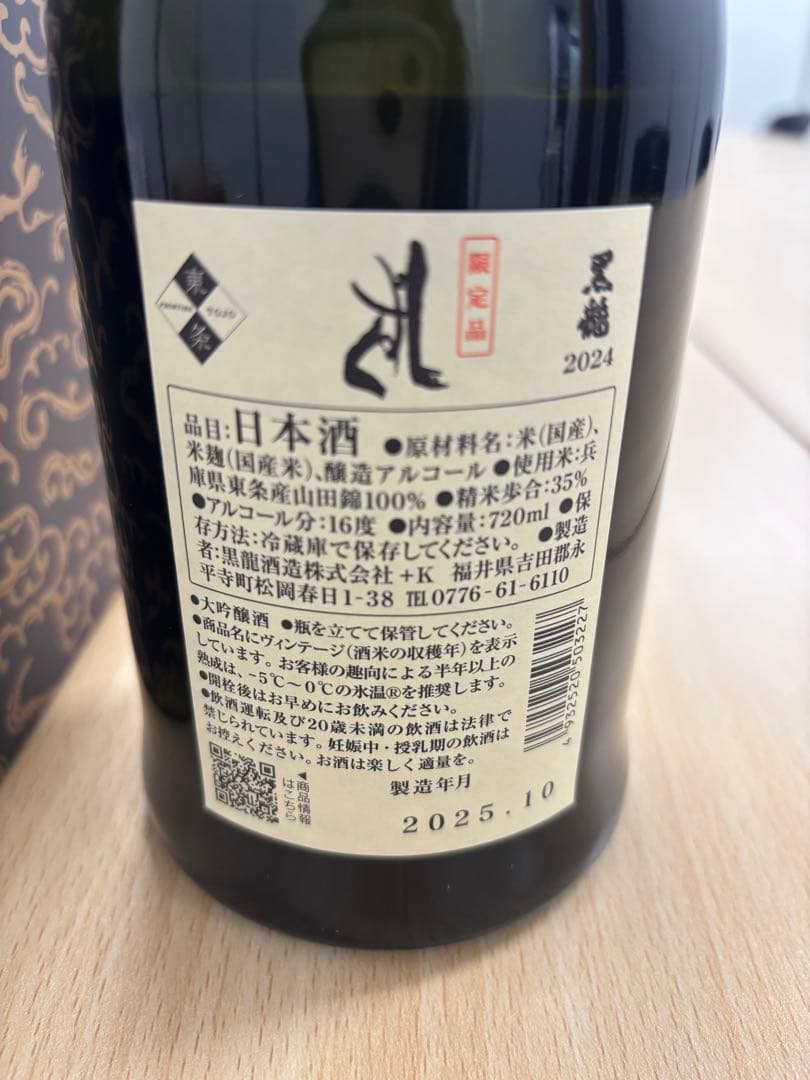 黒龍
2024
限定品
東
FRONTIER TOJO
条
品目：日本酒 ●原材料名：米(国産)、
米麹(国産米)、醸造アルコール ●使用米：兵
庫県東条産山田錦100% ●精米歩合：35%
●アルコール分：16度 ●内容量：720ml ●保
存方法：冷蔵庫で保存してください。 ●製造
者：黒龍酒造株式会社＋K 福井県吉田郡永
平寺町松岡春日1-38 ℡0776-61-6110
●大吟醸酒 ●瓶を立てて保管してください。
●商品名にヴィンテージ(酒米の収穫年)を表示
しています。お客様の趣向による半年以上の
熟成は、-5℃～0℃の氷温®を推奨します。
●開栓後はお早めにお飲みください。
●飲酒運転及び20歳未満の飲酒は法律で
禁じられています。妊娠中・授乳期の飲酒は
お控えください。お酒は楽しく適量を。
◀商品情報
はこちら
製造年月
2025.10
4932520503227